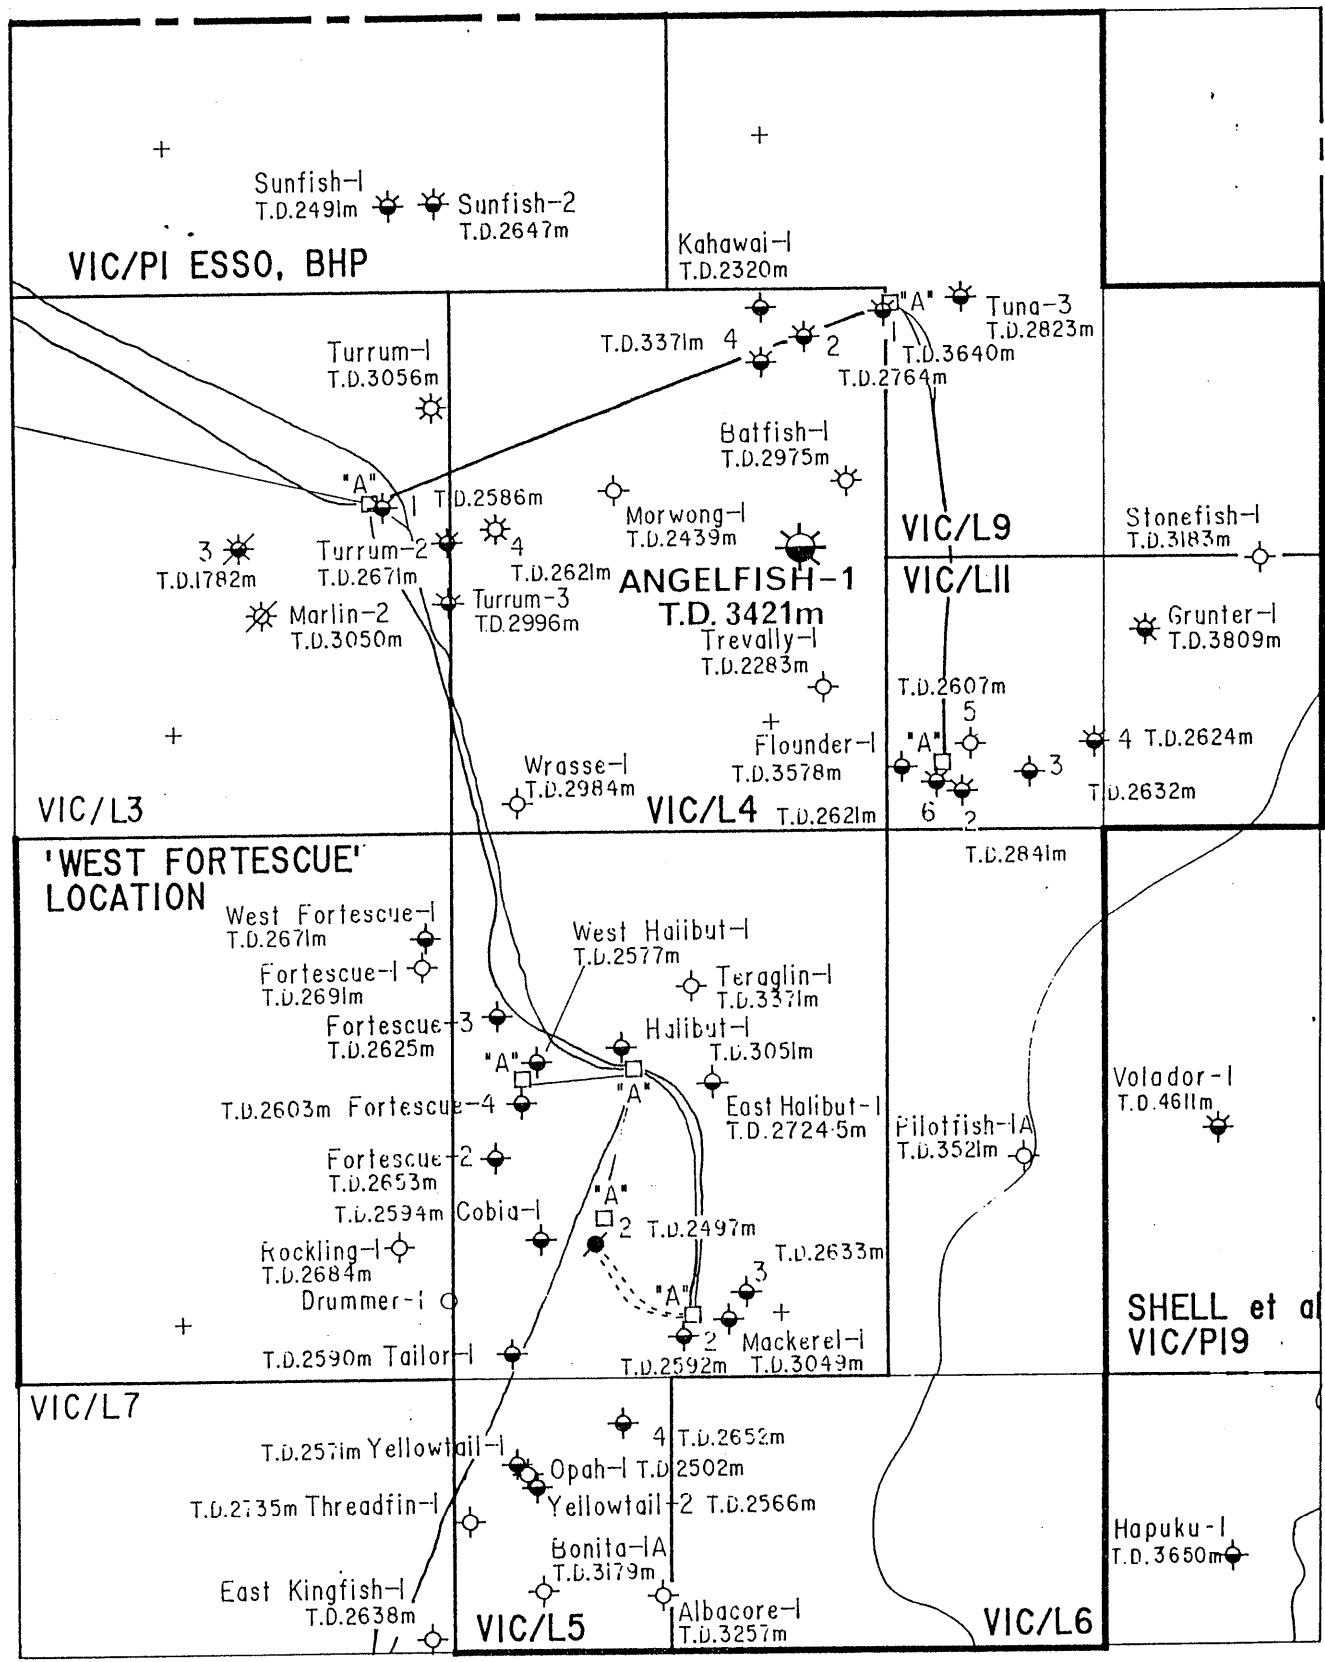 Sunfish-1
T.D.2491m
Sunfish-2
T.D.2647m
VIC/P1 ESSO, BHP
Kahawai-1
T.D.2320m
"A"
Tuna-3
T.D.2823m
T.D.3371m
4
2
1
T.D.3640m
T.D.2764m
Turrum-1
T.D.3056m
Batfish-1
T.D.2975m
"A"
1
T.D.2586m
Morwong-1
T.D.2439m
VIC/L9
Stonefish-1
T.D.3183m
3
T.D.1782m
Turrum-2
T.D.2671m
4
T.D.2621m
ANGELFISH-1
T.D. 3421m
VIC/L11
Marlin-2
T.D.3050m
Turrum-3
T.D.2996m
Trevally-1
T.D.2283m
Grunter-1
T.D.3809m
T.D.2607m
5
Flounder-1
T.D.3578m
"A"
4 T.D.2624m
3
T.D.2632m
Wrasse-1
T.D.2984m
VIC/L3
VIC/L4
T.D.2621m
6
2
T.D.2841m
'WEST FORTESCUE'
LOCATION
West Fortescue-1
T.D.2671m
West Halibut-1
T.D.2577m
Fortescue-1
T.D.2691m
Teraglin-1
T.D.3371m
Fortescue-3
T.D.2625m
Halibut-1
T.D.3051m
"A"
"A"
T.D.2603m Fortescue-4
East Halibut-1
T.D.2724·5m
Volador-1
T.D.4611m
Pilotfish-1A
T.D.3521m
Fortescue-2
T.D.2653m
"A"
T.D.2594m Cobia-1
2 T.D.2497m
Rockling-1
T.D.2684m
T.D.2633m
3
Drummer-1
"A"
SHELL et al
VIC/P19
T.D.2590m Tailor-1
2
T.D.2592m
Mackerel-1
T.D.3049m
VIC/L7
4 T.D.2652m
T.D.2571m Yellowtail-1
Opah-1 T.D.2502m
T.D.2735m Threadfin-1
Yellowtail-2 T.D.2566m
Hapuku-1
T.D.3650m
Bonita-1A
T.D.3179m
East Kingfish-1
T.D.2638m
VIC/L5
Albacore-1
T.D.3257m
VIC/L6